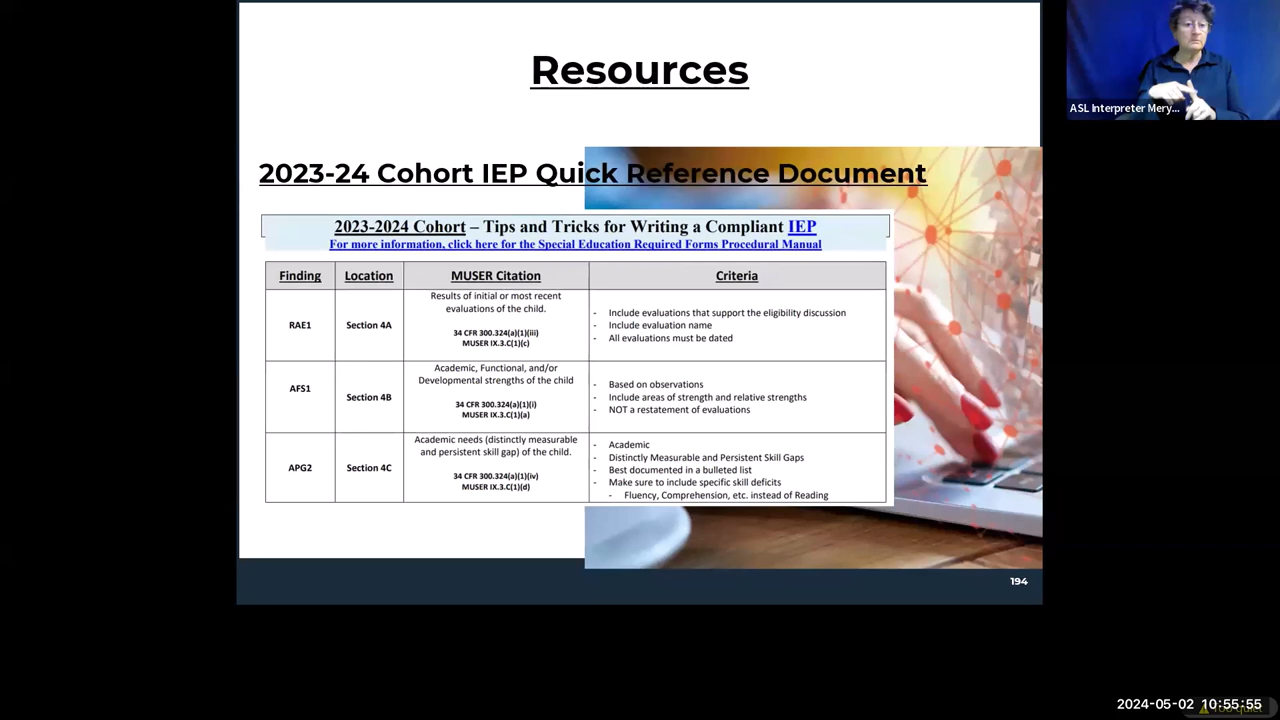 Resources
ASL Interpreter Mery...
2023-24 Cohort IEP Quick Reference Document
2023-2024 Cohort – Tips and Tricks for Writing a Compliant IEP
For more information, click here for the Special Education Required Forms Procedural Manual
Finding Location MUSER Citation Criteria
RAE1
Section 4A
Results of initial or most recent
evaluations of the child.
34 CFR 300.324(a)(1)(iii)
MUSER IX.3.C(1)(c)
- Include evaluations that support the eligibility discussion
- Include evaluation name
- All evaluations must be dated
AFS1
Section 4B
Academic, Functional, and/or
Developmental strengths of the child
34 CFR 300.324(a)(1)(i)
MUSER IX.3.C(1)(a)
- Based on observations
- Include areas of strength and relative strengths
- NOT a restatement of evaluations
APG2
Section 4C
Academic needs (distinctly measurable
and persistent skill gap) of the child.
34 CFR 300.324(a)(1)(iv)
MUSER IX.3.C(1)(d)
- Academic
- Distinctly Measurable and Persistent Skill Gaps
- Best documented in a bulleted list
- Make sure to include specific skill deficits
- Fluency, Comprehension, etc. instead of Reading
194
2024-05-02 10:55:55